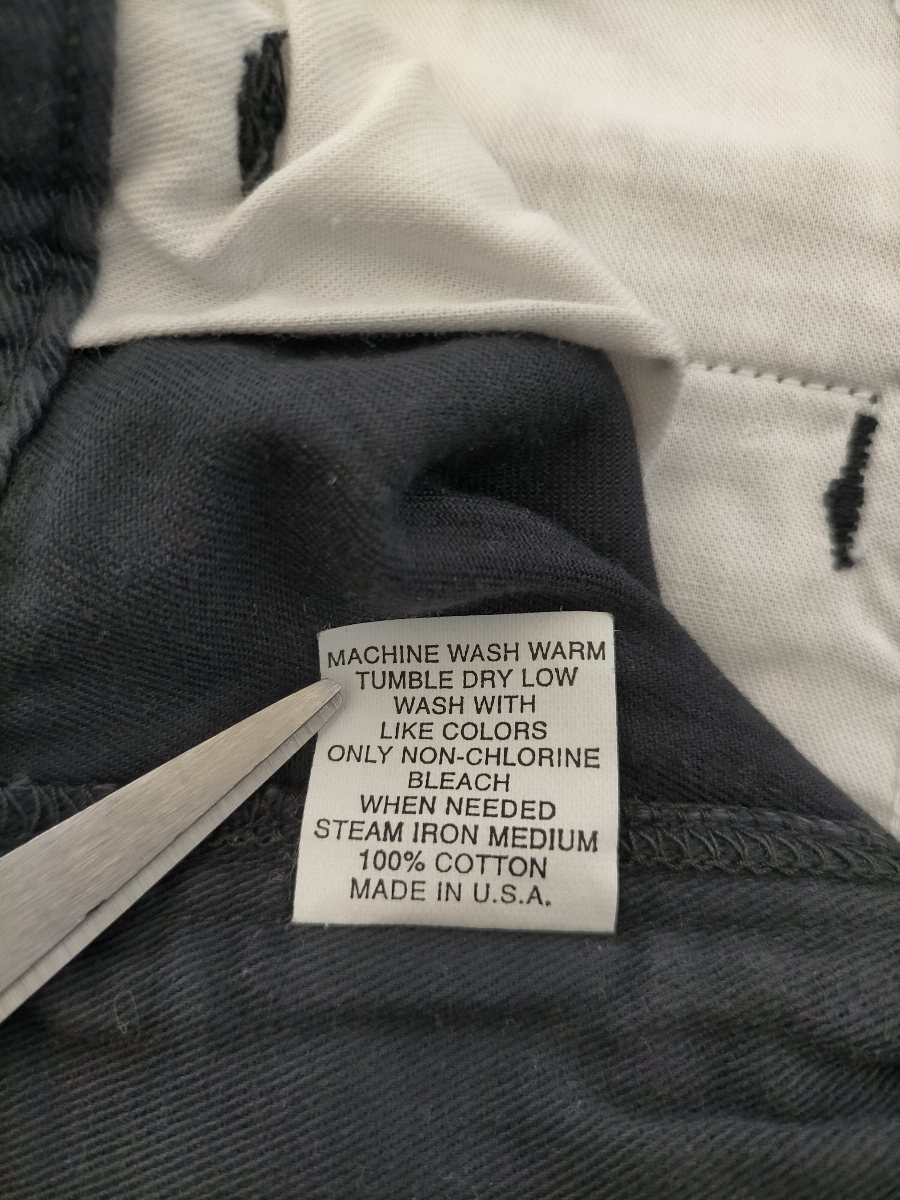 MACHINE WASH WARM
TUMBLE DRY LOW
WASH WITH
LIKE COLORS
ONLY NON-CHLORINE
BLEACH
WHEN NEEDED
STEAM IRON MEDIUM
100% COTTON
MADE IN U.S.A.